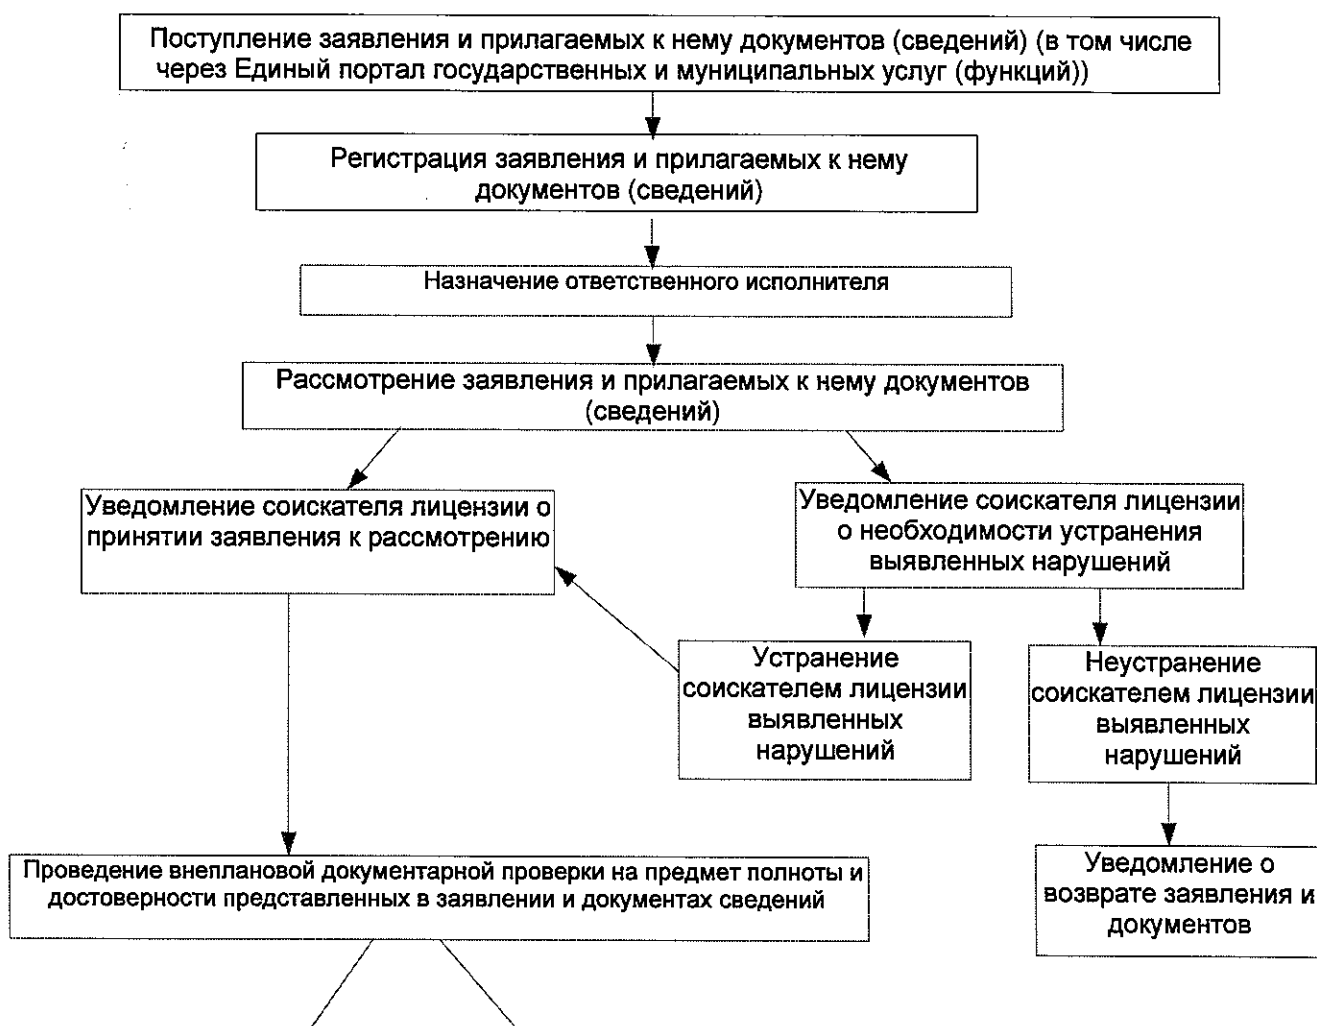 Поступление заявления и прилагаемых к нему документов (сведений) (в том числе
через Единый портал государственных и муниципальных услуг (функций))
Регистрация заявления и прилагаемых к нему
документов (сведений)
Назначение ответственного исполнителя
Рассмотрение заявления и прилагаемых к нему документов
(сведений)
Уведомление соискателя лицензии о
принятии заявления к рассмотрению
Уведомление соискателя лицензии
о необходимости устранения
выявленных нарушений
Устранение
соискателем лицензии
выявленных
нарушений
Неустранение
соискателем лицензии
выявленных
нарушений
Проведение внеплановой документарной проверки на предмет полноты и
достоверности представленных в заявлении и документах сведений
Уведомление о
возврате заявления и
документов